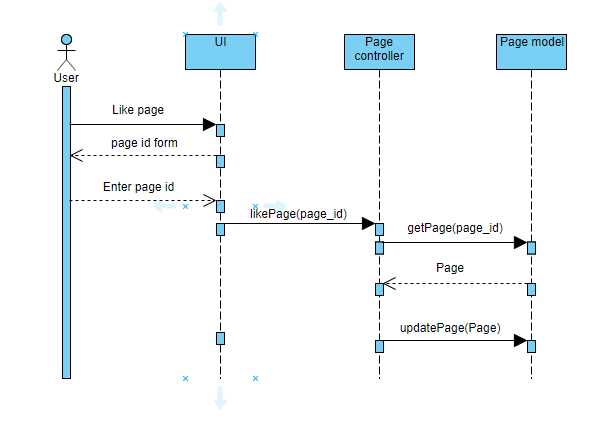 UI
Page
controller
Page model
User
Like page
page id form
Enter page id
likePage(page_id)
getPage(page_id)
Page
updatePage(Page)